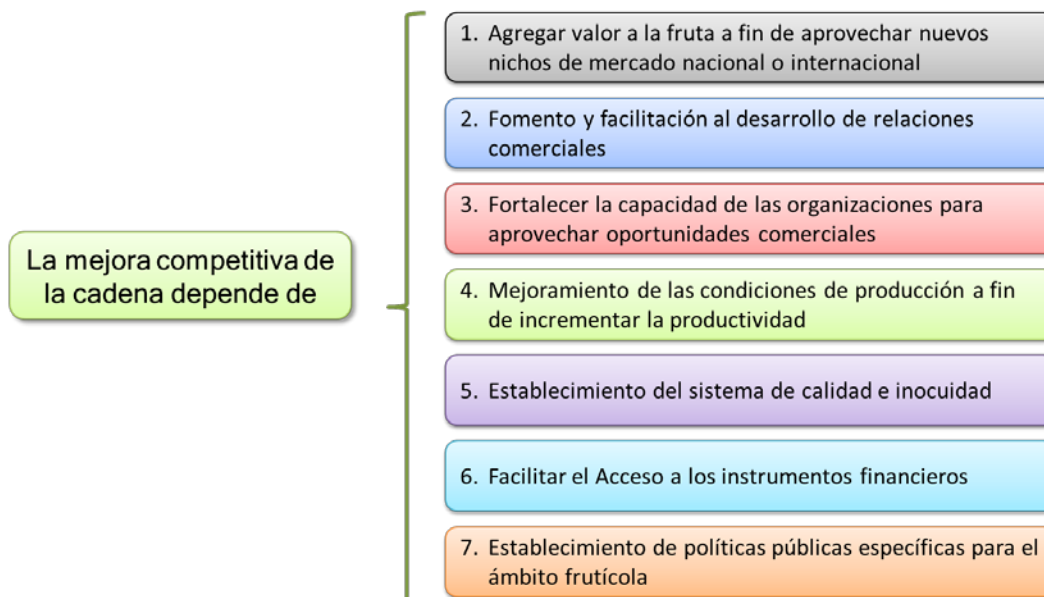 La mejora competitiva de
la cadena depende de
1. Agregar valor a la fruta a fin de aprovechar nuevos
nichos de mercado nacional o internacional
2. Fomento y facilitación al desarrollo de relaciones
comerciales
3. Fortalecer la capacidad de las organizaciones para
aprovechar oportunidades comerciales
4. Mejoramiento de las condiciones de producción a fin
de incrementar la productividad
5. Establecimiento del sistema de calidad e inocuidad
6. Facilitar el Acceso a los instrumentos financieros
7. Establecimiento de políticas públicas específicas para el
ámbito frutícola